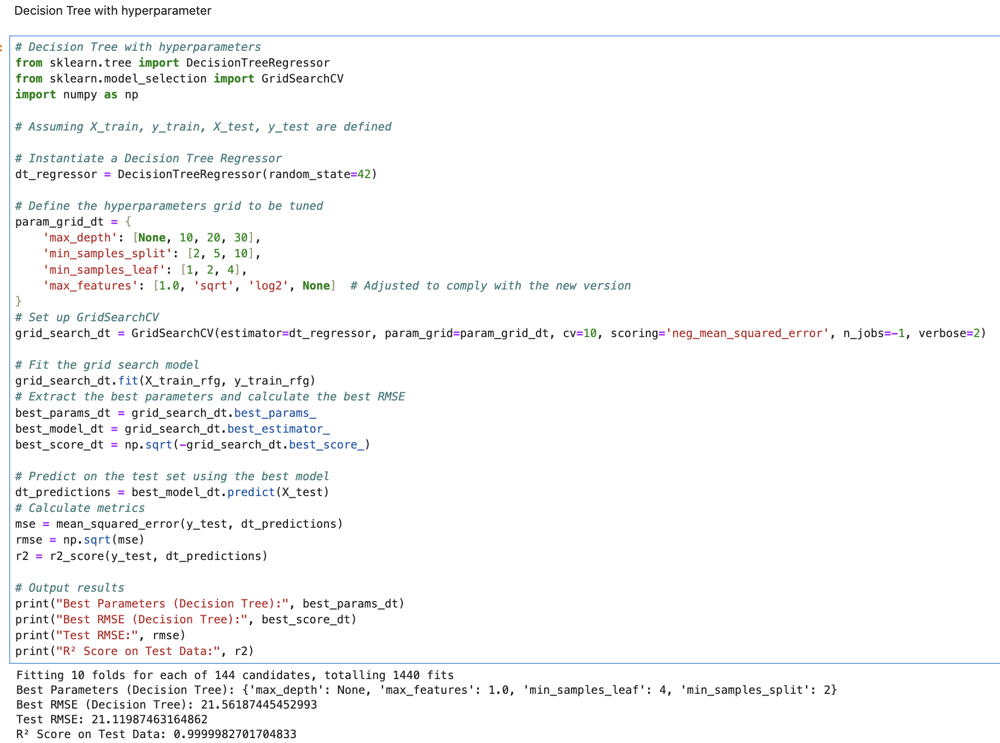 Decision Tree with hyperparameter
# Decision Tree with hyperparameters
from sklearn.tree import DecisionTreeRegressor
from sklearn.model_selection import GridSearchCV
import numpy as np
# Assuming X_train, y_train, X_test, y_test are defined
# Instantiate a Decision Tree Regressor
dt_regressor = DecisionTreeRegressor(random_state=42)
# Define the hyperparameters grid to be tuned
param_grid_dt = {
    'max_depth': [None, 10, 20, 30],
    'min_samples_split': [2, 5, 10],
    'min_samples_leaf': [1, 2, 4],
    'max_features': [1.0, 'sqrt', 'log2', None]  # Adjusted to comply with the new version
}
# Set up GridSearchCV
grid_search_dt = GridSearchCV(estimator=dt_regressor, param_grid=param_grid_dt, cv=10, scoring='neg_mean_squared_error', n_jobs=-1, verbose=2)
# Fit the grid search model
grid_search_dt.fit(X_train_rfg, y_train_rfg)
# Extract the best parameters and calculate the best RMSE
best_params_dt = grid_search_dt.best_params_
best_model_dt = grid_search_dt.best_estimator_
best_score_dt = np.sqrt(-grid_search_dt.best_score_)
# Predict on the test set using the best model
dt_predictions = best_model_dt.predict(X_test)
# Calculate metrics
mse = mean_squared_error(y_test, dt_predictions)
rmse = np.sqrt(mse)
r2 = r2_score(y_test, dt_predictions)
# Output results
print("Best Parameters (Decision Tree):", best_params_dt)
print("Best RMSE (Decision Tree):", best_score_dt)
print("Test RMSE:", rmse)
print("R² Score on Test Data:", r2)
Fitting 10 folds for each of 144 candidates, totalling 1440 fits
Best Parameters (Decision Tree): {'max_depth': None, 'max_features': 1.0, 'min_samples_leaf': 4, 'min_samples_split': 2}
Best RMSE (Decision Tree): 21.56187445452993
Test RMSE: 21.11987463164862
R² Score on Test Data: 0.9999982701704833